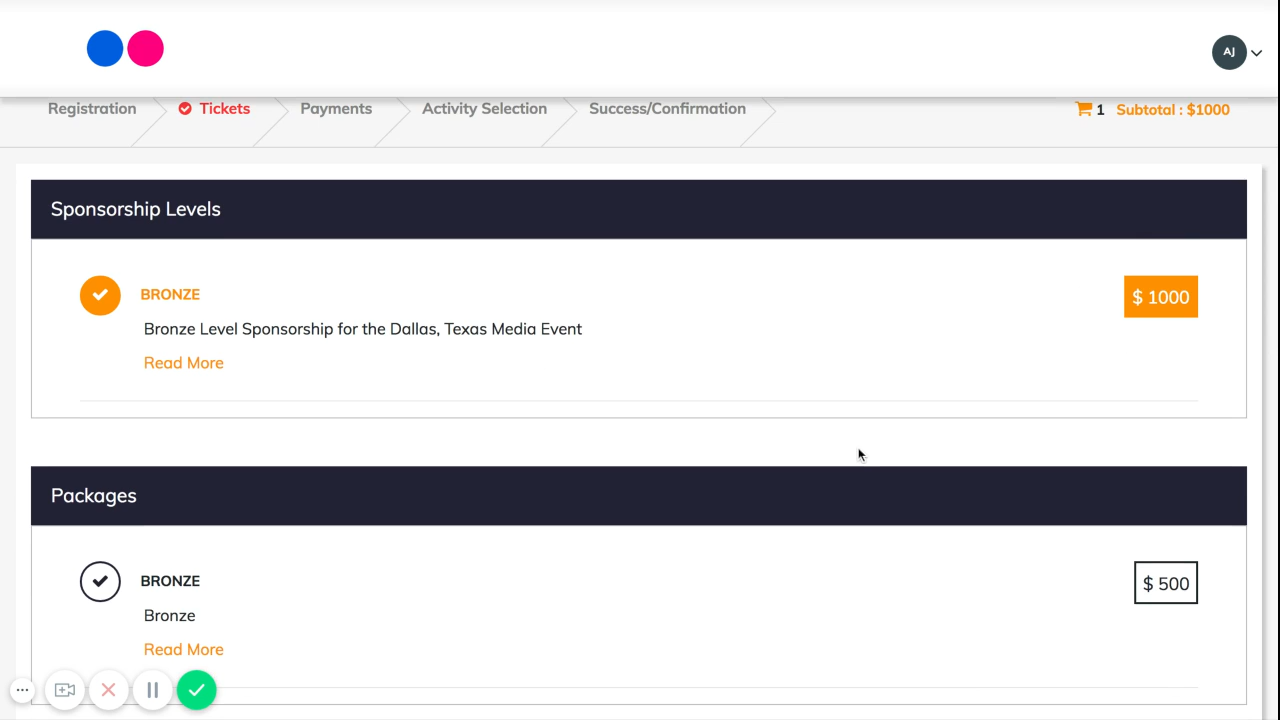 AJ
Registration Tickets Payments Activity Selection Success/Confirmation 1 Subtotal : $1000
Sponsorship Levels
BRONZE $ 1000
Bronze Level Sponsorship for the Dallas, Texas Media Event
Read More
Packages
BRONZE $ 500
Bronze
Read More